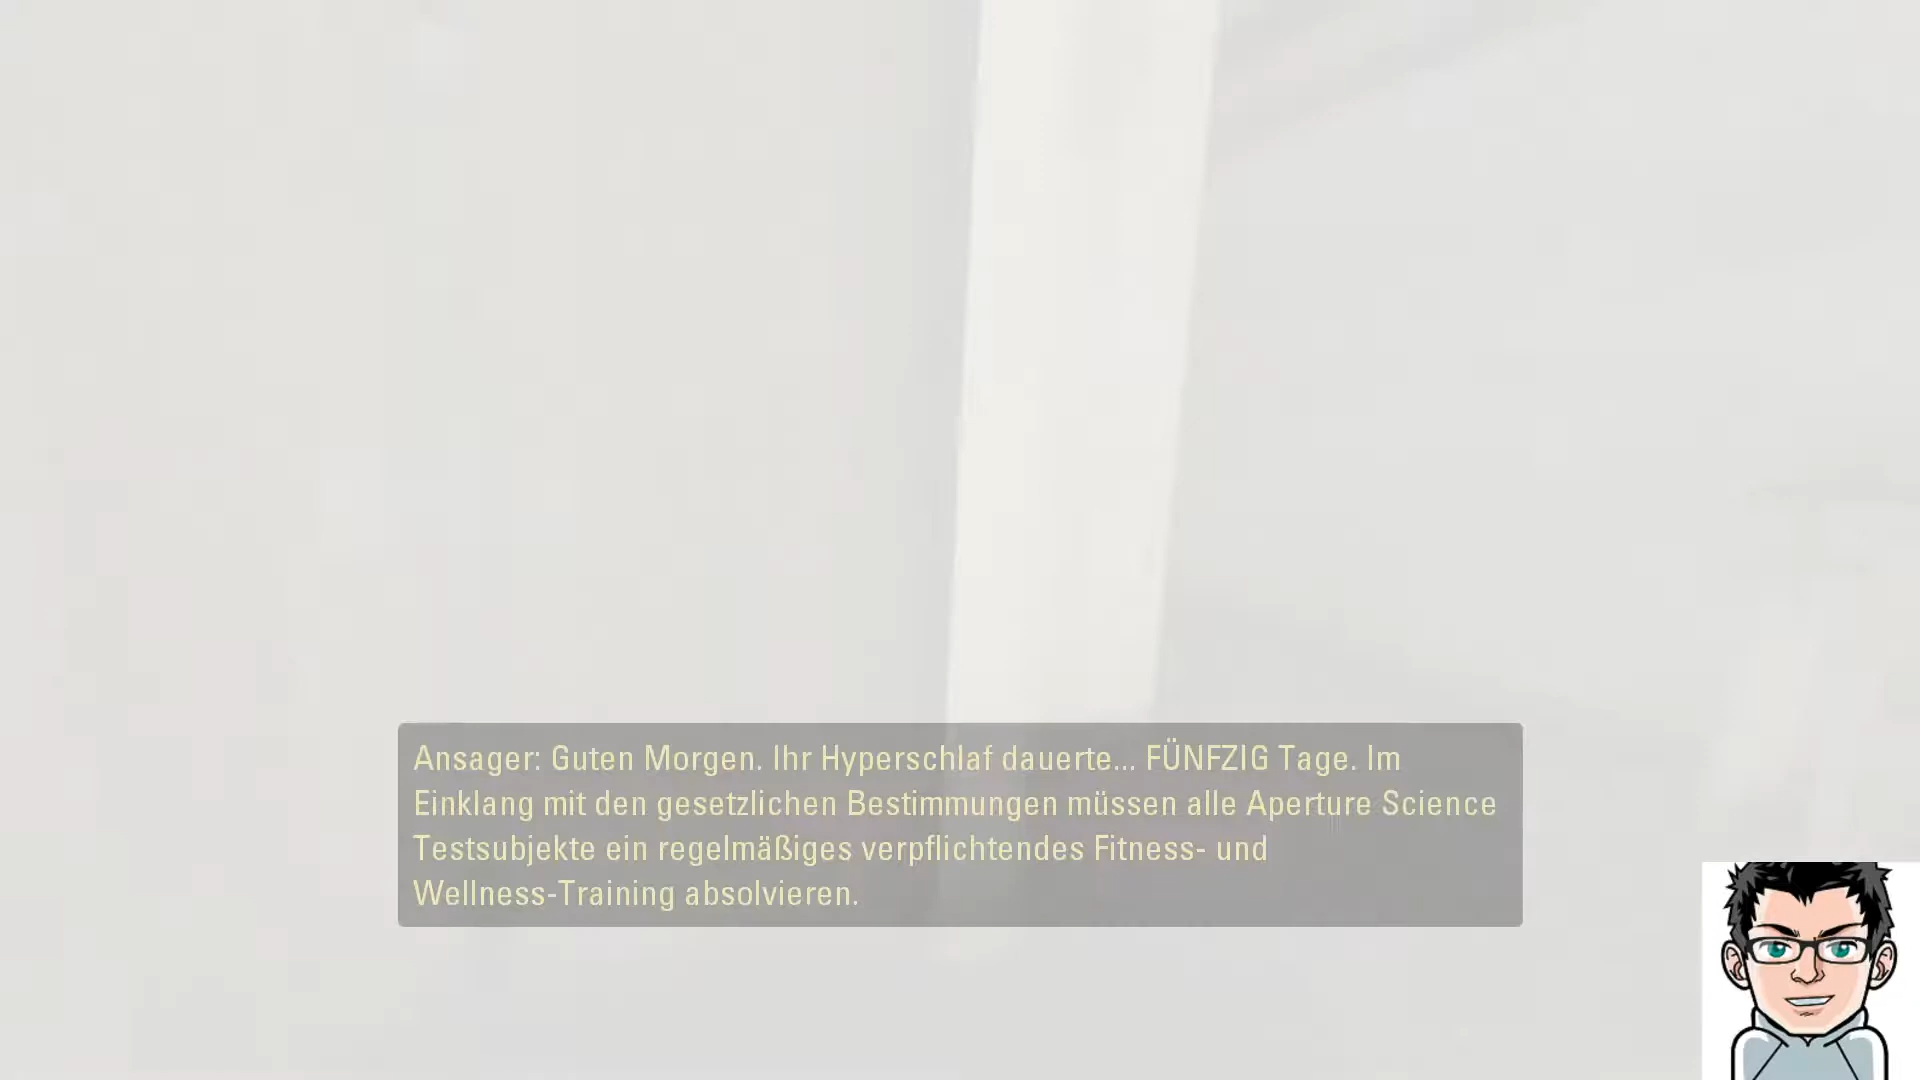 Ansager: Guten Morgen. Ihr Hyperschlaf dauerte... FÜNFZIG Tage. Im
Einklang mit den gesetzlichen Bestimmungen müssen alle Aperture Science
Testsubjekte ein regelmäßiges verpflichtendes Fitness- und
Wellness-Training absolvieren.